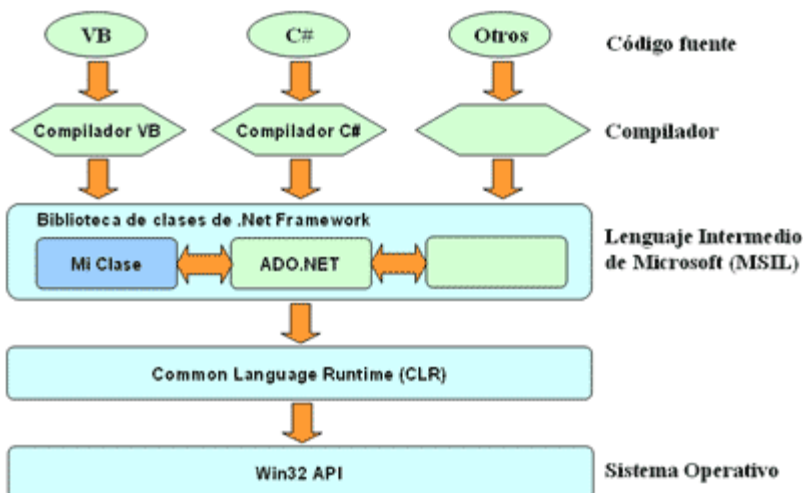 VB
C#
Otros
Código fuente
Compilador VB
Compilador C#
Compilador
Biblioteca de clases de .Net Framework
Mi Clase
ADO.NET
Lenguaje Intermedio
de Microsoft (MSIL)
Common Language Runtime (CLR)
Win32 API
Sistema Operativo